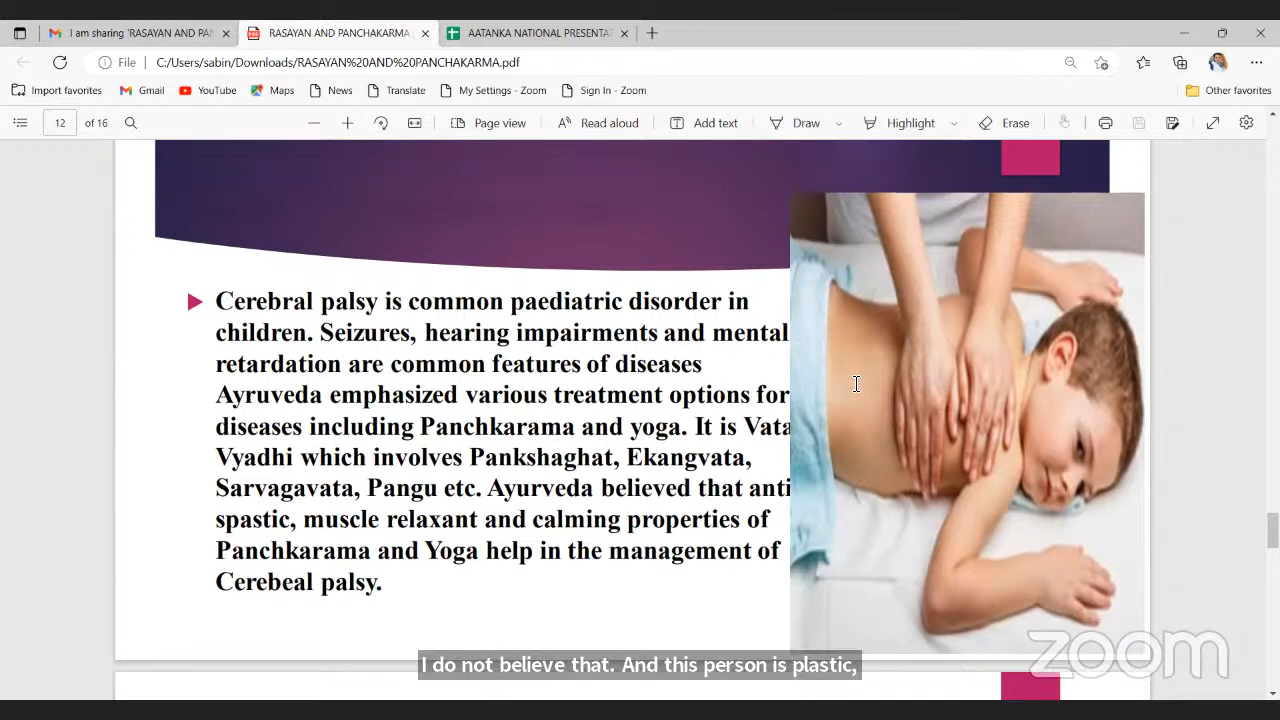 I am sharing 'RASAYAN AND PAN
RASAYAN AND PANCHAKARMA
AATANKA NATIONAL PRESENTAT
File
C:/Users/sabin/Downloads/RASAYAN%20AND%20PANCHAKARMA.pdf
Import favorites
Gmail
YouTube
Maps
News
Translate
My Settings - Zoom
Sign In - Zoom
Other favorites
12 of 16
Page view
Read aloud
Add text
Draw
Highlight
Erase
Cerebral palsy is common paediatric disorder in
children. Seizures, hearing impairments and mental
retardation are common features of diseases
Ayruveda emphasized various treatment options for
diseases including Panchkarama and yoga. It is Vata
Vyadhi which involves Pankshaghat, Ekangvata,
Sarvagavata, Pangu etc. Ayurveda believed that anti
spastic, muscle relaxant and calming properties of
Panchkarama and Yoga help in the management of
Cerebeal palsy.
zoom
I do not believe that. And this person is plastic,